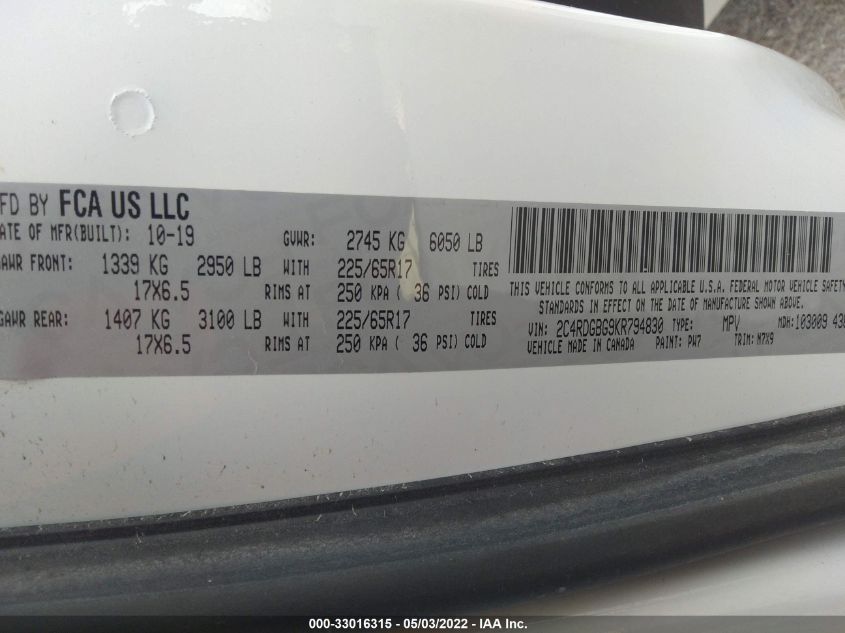 FD BY FCA US LLC
ATE OF MFR(BUILT): 10-19 GVWR: 2745 KG 6050 LB
GAWR FRONT: 1339 KG 2950 LB WITH 225/65R17 TIRES
17X6.5 RIMS AT 250 KPA ( 36 PSI) COLD
GAWR REAR: 1407 KG 3100 LB WITH 225/65R17 TIRES
17X6.5 RIMS AT 250 KPA ( 36 PSI) COLD
THIS VEHICLE CONFORMS TO ALL APPLICABLE U.S.A. FEDERAL MOTOR VEHICLE SAFETY
STANDARDS IN EFFECT ON THE DATE OF MANUFACTURE SHOWN ABOVE.
VIN: 2C4RDGBG9KR794830 TYPE: MPV MDH: 103009 438
VEHICLE MADE IN CANADA PAINT: PW7 TRIM: N7X9
000-33016315 - 05/03/2022 - IAA Inc.